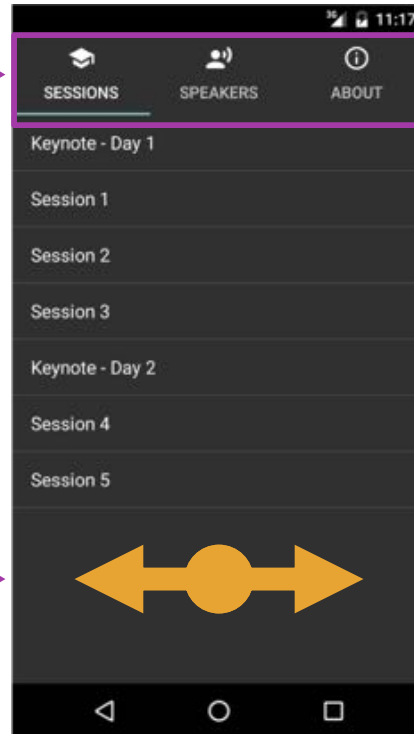 3G 11:17
SESSIONS SPEAKERS ABOUT
Keynote - Day 1
Session 1
Session 2
Session 3
Keynote - Day 2
Session 4
Session 5